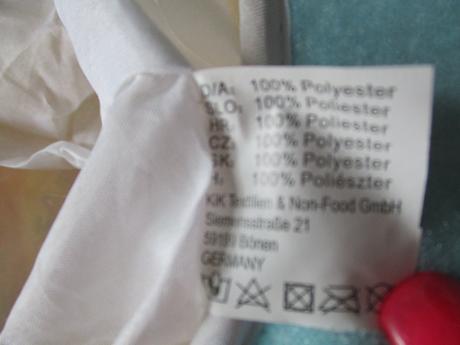 D/A: 100% Polyester
SLO: 100% Poliester
HR: 100% Poliester
CZ: 100% Polyester
SK: 100% Polyester
H: 100% Poliészter
KiK Textilien & Non-Food GmbH
Siemensstraße 21
59199 Bönen
GERMANY